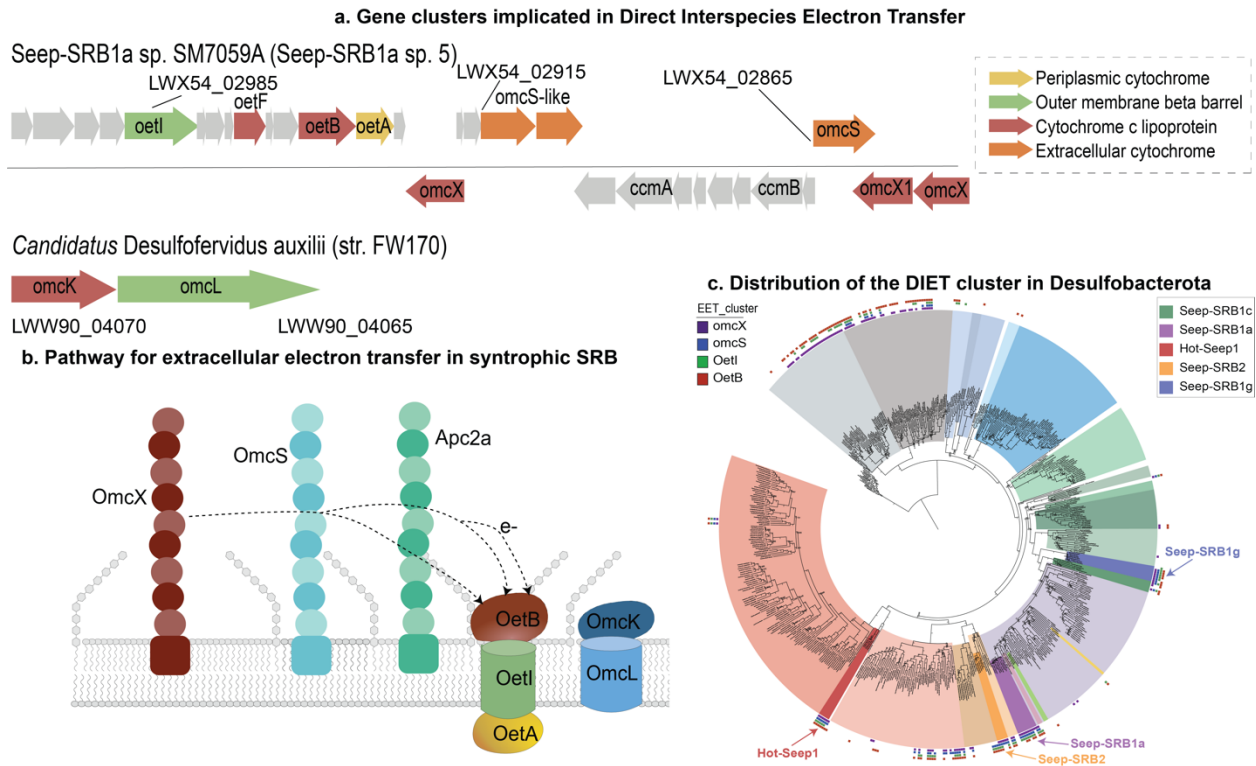 a. Gene clusters implicated in Direct Interspecies Electron Transfer
Seep-SRB1a sp. SM7059A (Seep-SRB1a sp. 5)
LWX54_02985
oetI
oetF
oetB
oetA
LWX54_02915
omcS-like
LWX54_02865
omcS
omcX
ccmA
ccmB
omcX1
omcX
Periplasmic cytochrome
Outer membrane beta barrel
Cytochrome c lipoprotein
Extracellular cytochrome
Candidatus Desulfofervidus auxilii (str. FW170)
omcK
omcL
LWW90_04070
LWW90_04065
b. Pathway for extracellular electron transfer in syntrophic SRB
OmcX
OmcS
Apc2a
e-
OetB
OetI
OetA
OmcK
OmcL
c. Distribution of the DIET cluster in Desulfobacterota
EET_cluster
omcX
omcS
OetI
OetB
Seep-SRB1c
Seep-SRB1a
Hot-Seep1
Seep-SRB2
Seep-SRB1g
Seep-SRB1g
Seep-SRB1a
Seep-SRB2
Hot-Seep1